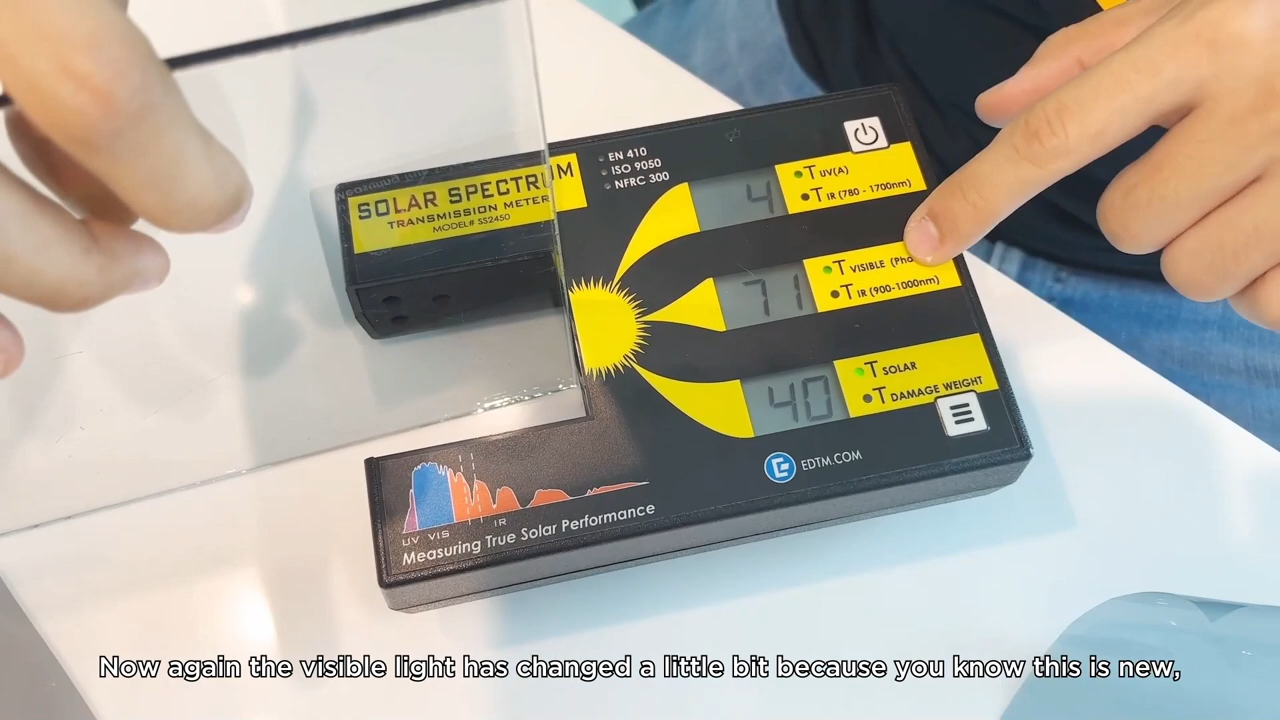 SOLAR SPECTRUM
TRANSMISSION METER
MODEL# SS2450
EN 410
ISO 9050
NFRC 300
4
T UV(A)
T IR (780 - 1700nm)
71
T VISIBLE (Pho
T IR (900-1000nm)
40
T SOLAR
T DAMAGE WEIGHT
EDTM.COM
UV VIS IR
Measuring True Solar Performance
Now again the visible light has changed a little bit because you know this is new,